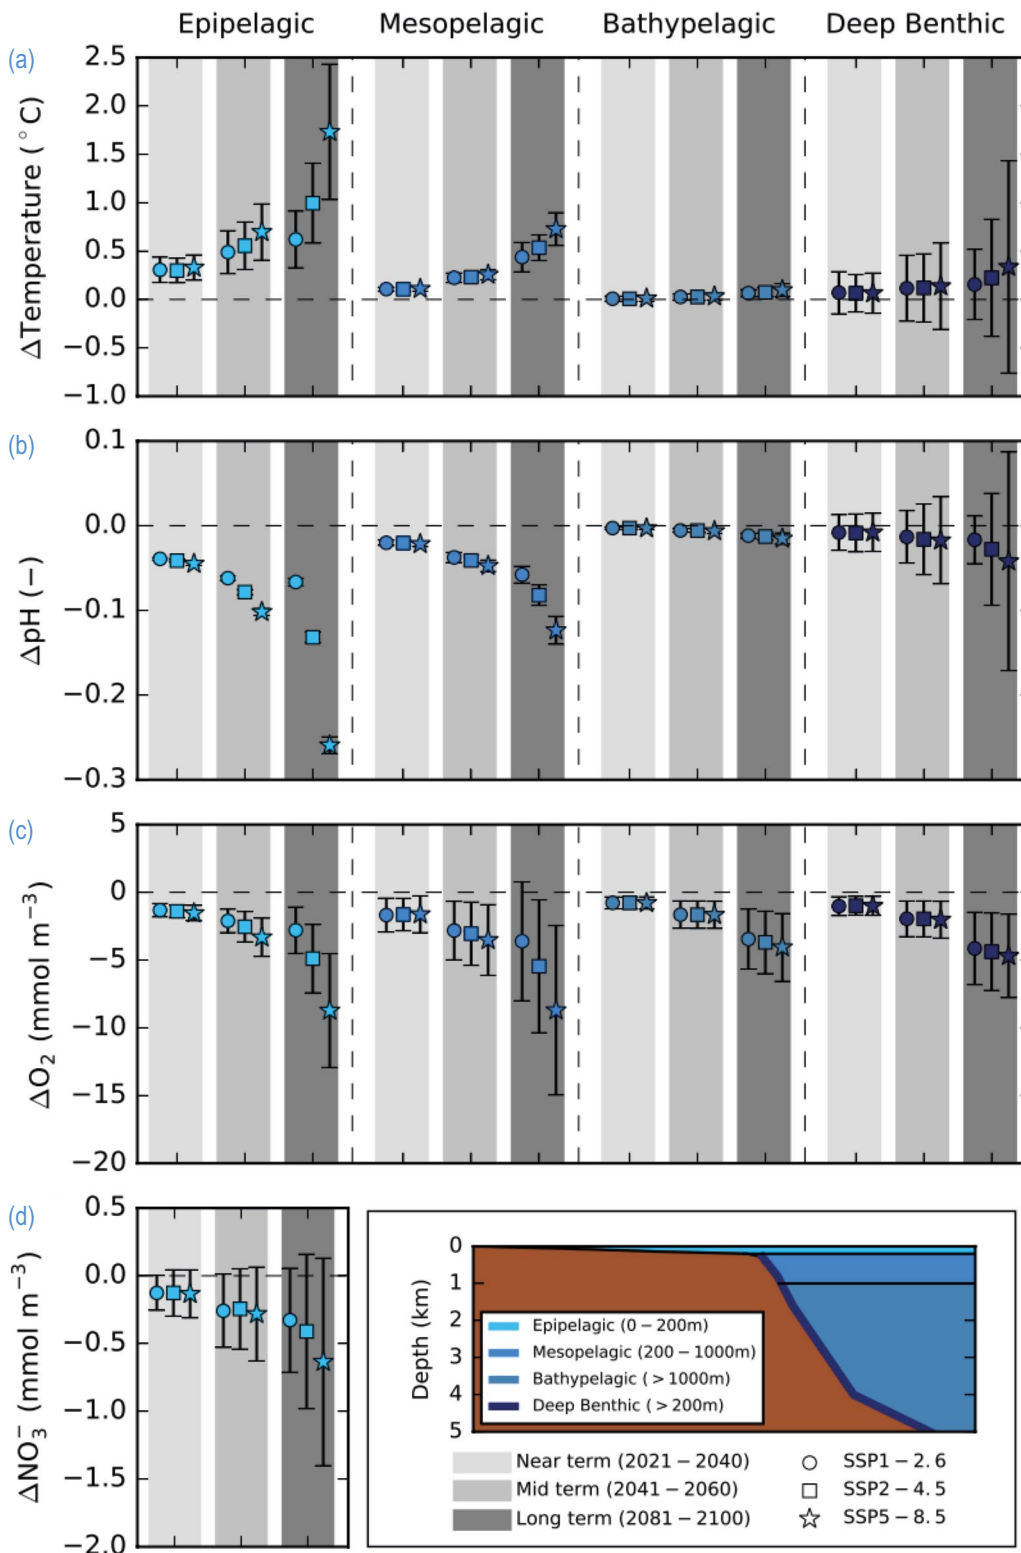 Epipelagic Mesopelagic Bathypelagic Deep Benthic
(a)
ΔTemperature (°C)
2.5
2.0
1.5
1.0
0.5
0.0
−0.5
−1.0
(b)
ΔpH (−)
0.1
0.0
−0.1
−0.2
−0.3
(c)
ΔO₂ (mmol m⁻³)
5
0
−5
−10
−15
−20
(d)
ΔNO₃⁻ (mmol m⁻³)
0.5
0.0
−0.5
−1.0
−1.5
−2.0
Depth (km)
0
1
2
3
4
5
Epipelagic (0−200m)
Mesopelagic (200−1000m)
Bathypelagic (>1000m)
Deep Benthic (>200m)
Near term (2021−2040) SSP1−2.6
Mid term (2041−2060) SSP2−4.5
Long term (2081−2100) SSP5−8.5